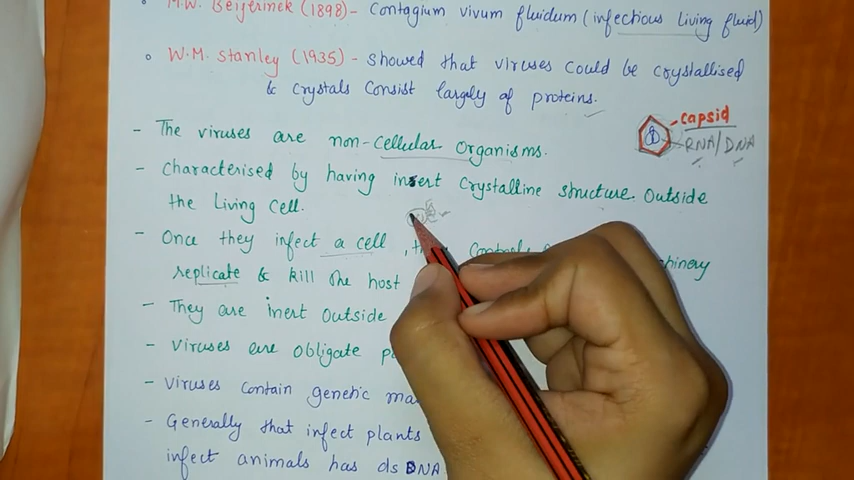 M.W. Beijerinek (1898)- Contagium vivum fluidum (infectious living fluid)
W.M. Stanley (1935) - showed that viruses could be crystallised
& crystals consist largely of proteins.
capsid
RNA/DNA
- The viruses are non-cellular organisms.
- Characterised by having inert crystalline structure outside
the living cell.
- Once they infect a cell,
replicate & kill the host
- They are inert outside
- Viruses are obligate
- Viruses contain genetic
- Generally that infect plants
infect animals has ds DNA